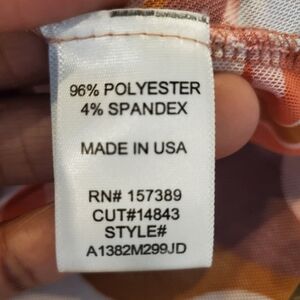 96% POLYESTER
4% SPANDEX
MADE IN USA
RN# 157389
CUT#14843
STYLE#
A1382M299JD